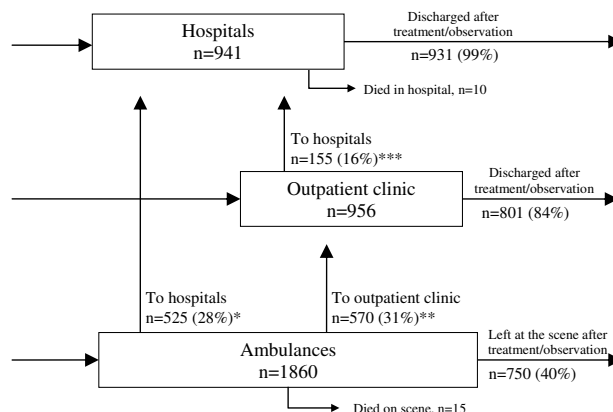 Hospitals
n=941
Discharged after
treatment/observation
n=931 (99%)
Died in hospital, n=10
To hospitals
n=155 (16%)***
Outpatient clinic
n=956
Discharged after
treatment/observation
n=801 (84%)
To hospitals
n=525 (28%)*
To outpatient clinic
n=570 (31%)**
Ambulances
n=1860
Left at the scene after
treatment/observation
n=750 (40%)
Died on scene, n=15